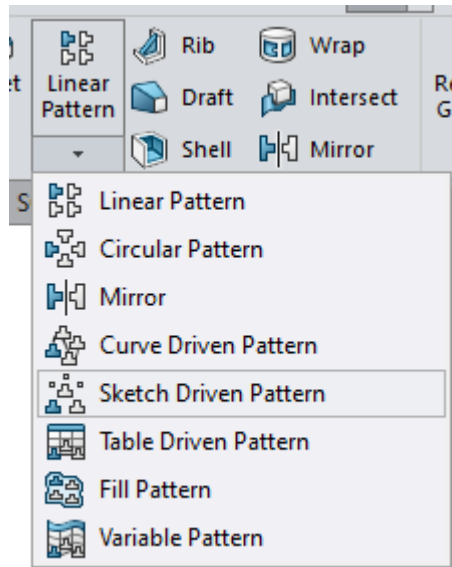 Rib
Wrap
Linear
Pattern
Draft
Intersect
Shell
Mirror
Linear Pattern
Circular Pattern
Mirror
Curve Driven Pattern
Sketch Driven Pattern
Table Driven Pattern
Fill Pattern
Variable Pattern